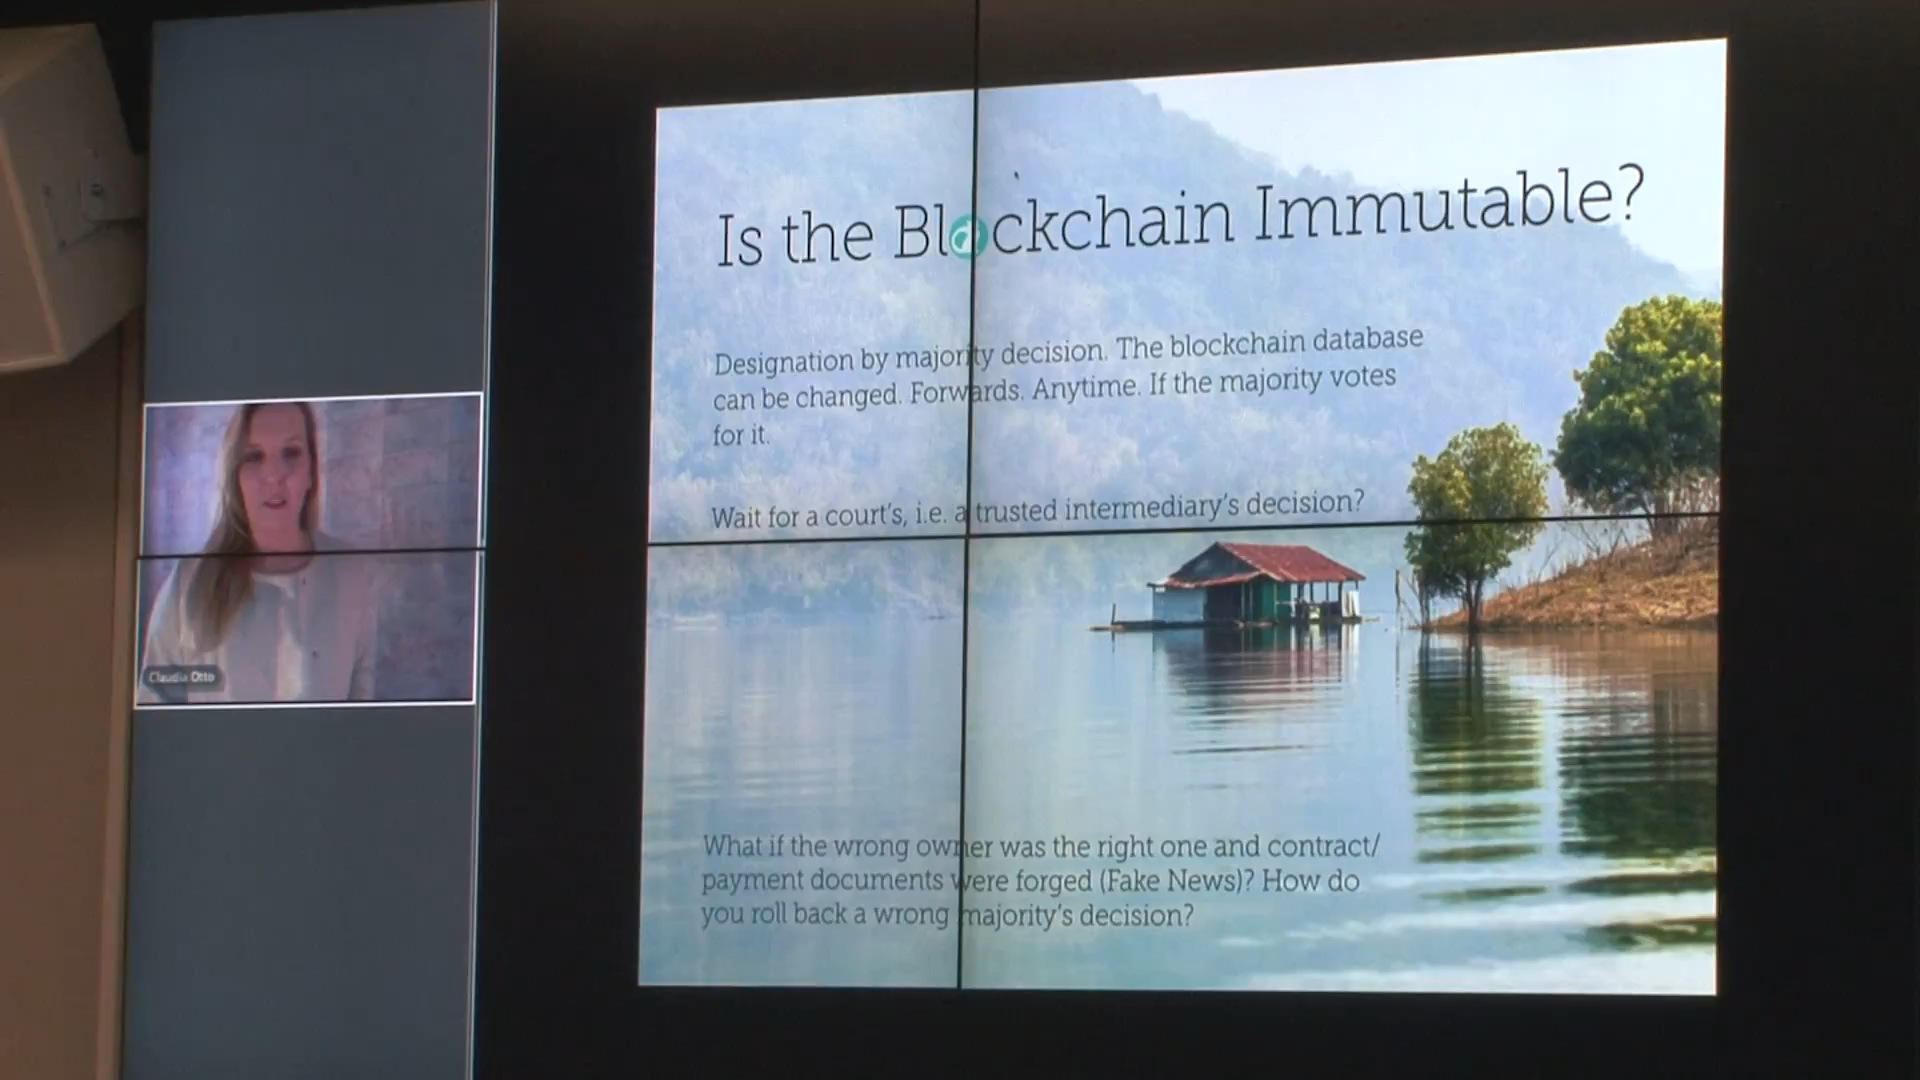 Is the Blockchain Immutable?
Designation by majority decision. The blockchain database
can be changed. Forwards. Anytime. If the majority votes
for it.
Wait for a court's, i.e. a trusted intermediary's decision?
What if the wrong owner was the right one and contract/
payment documents were forged (Fake News)? How do
you roll back a wrong majority's decision?
Claudia Otto